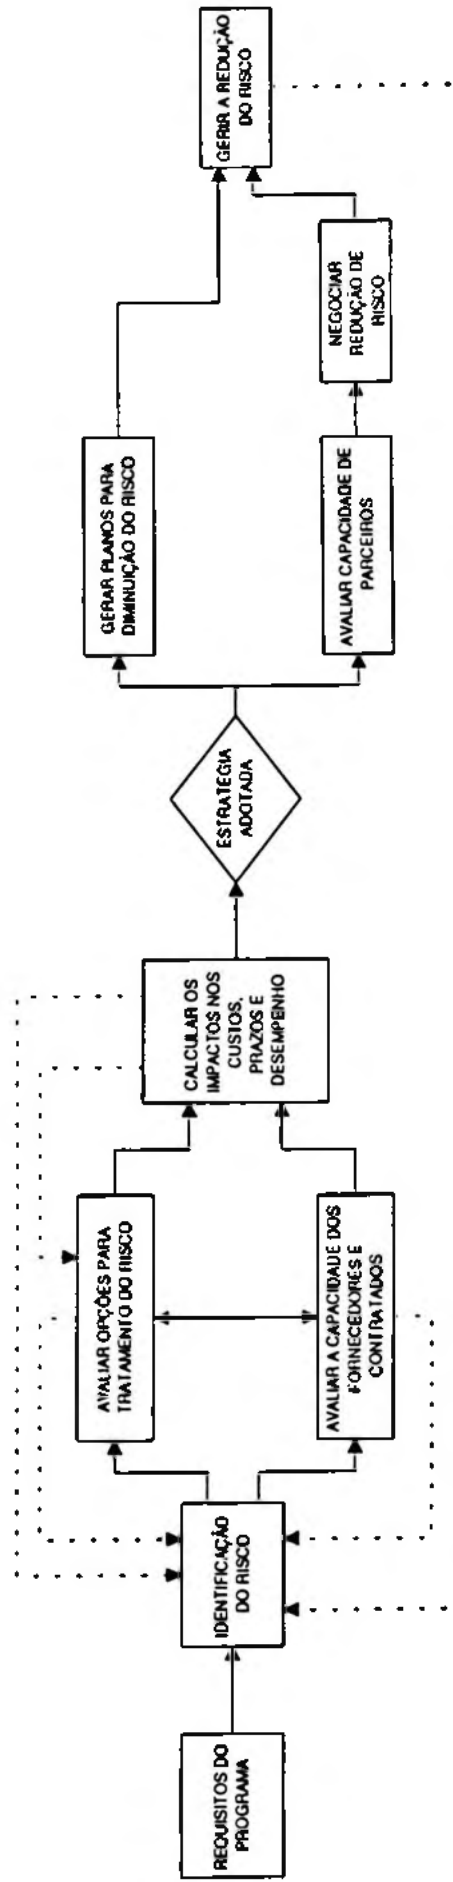 REQUISITOS DO
PROGRAMA
IDENTIFICAÇÃO
DO RISCO
AVALIAR OPÇÕES PARA
TRATAMENTO DO RISCO
AVALIAR A CAPACIDADE DOS
FORNECEDORES E
CONTRATADOS
CALCULAR OS
IMPACTOS NOS
CUSTOS,
PRAZOS E
DESEMPENHO
ESTRATEGIA
ADOTADA
GERAR PLANOS PARA
DIMINUIÇÃO DO RISCO
AVALIAR CAPACIDADE DE
PARCEIROS
NEGOCIAR
REDUÇÃO DE
RISCO
GERIR A REDUÇÃO
DO RISCO